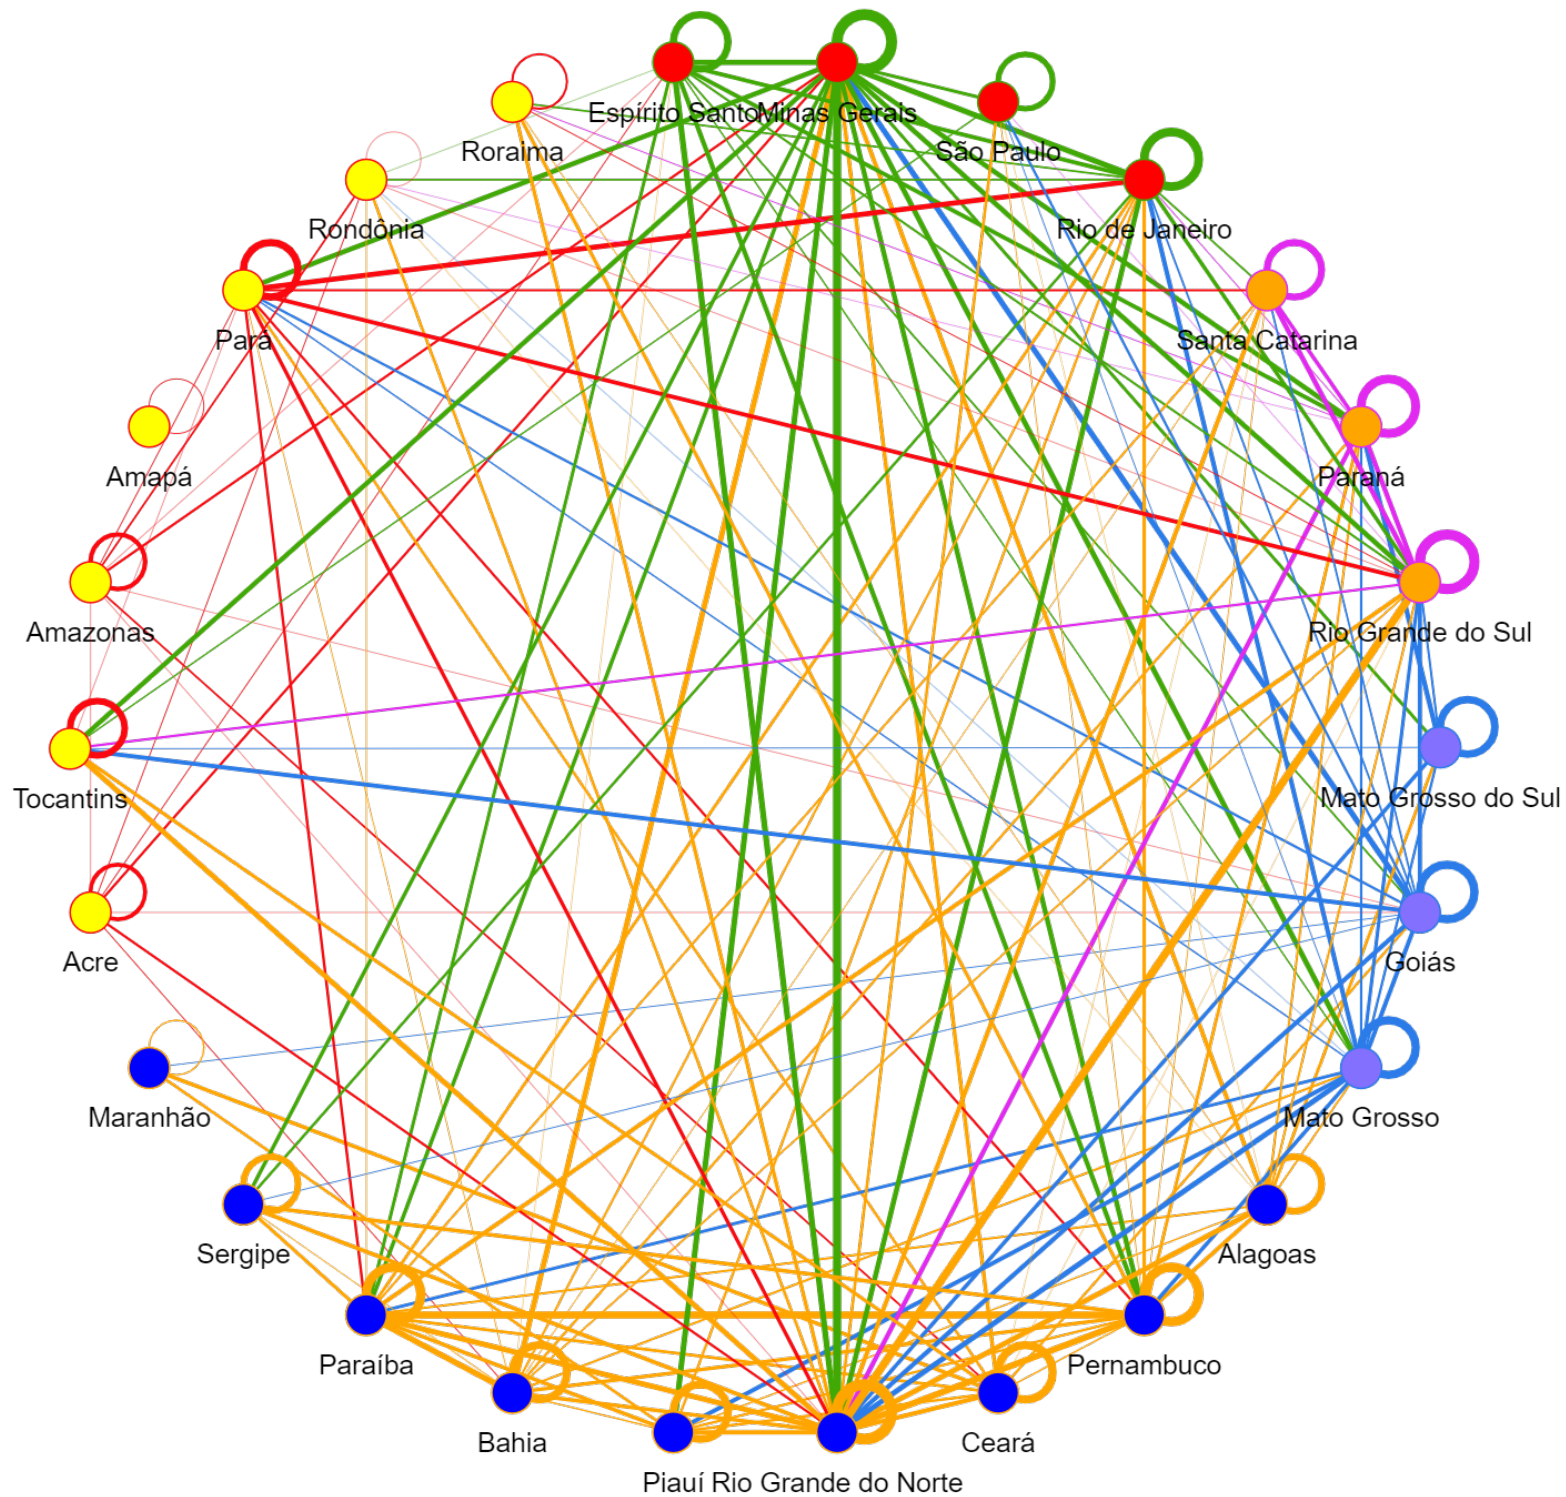 Espírito Santo
Minas Gerais
Roraima
São Paulo
Rondônia
Rio de Janeiro
Pará
Santa Catarina
Amapá
Paraná
Amazonas
Rio Grande do Sul
Tocantins
Mato Grosso do Sul
Acre
Goiás
Maranhão
Mato Grosso
Sergipe
Alagoas
Paraíba
Pernambuco
Bahia
Ceará
Piauí
Rio Grande do Norte